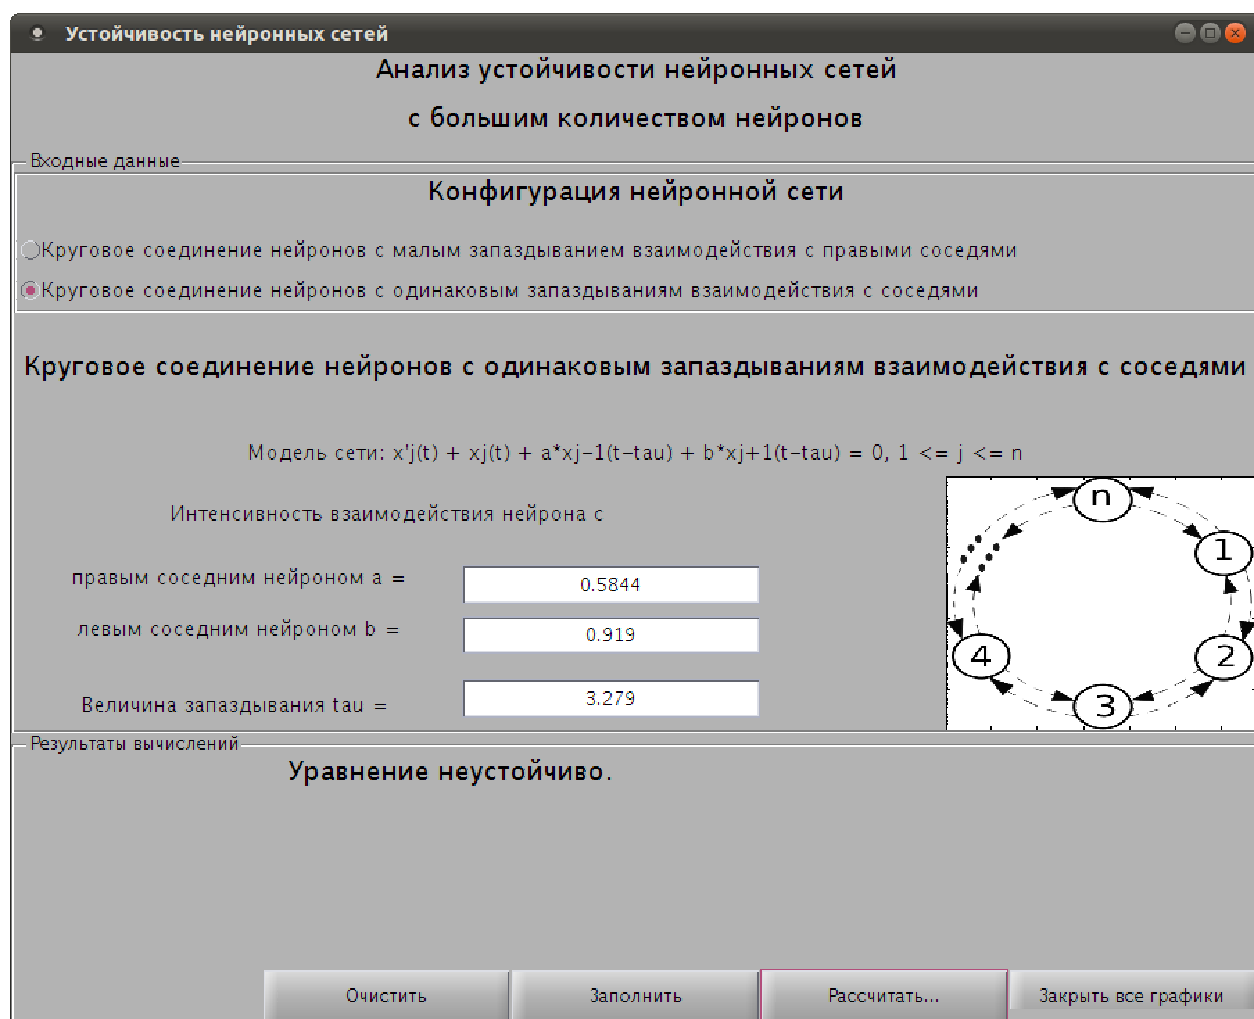 Устойчивость нейронных сетей
Анализ устойчивости нейронных сетей
с большим количеством нейронов
Входные данные
Конфигурация нейронной сети
Круговое соединение нейронов с малым запаздыванием взаимодействия с правыми соседями
Круговое соединение нейронов с одинаковым запаздываниям взаимодействия с соседями
Круговое соединение нейронов с одинаковым запаздываниям взаимодействия с соседями
Модель сети: x'j(t) + xj(t) + a*xj-1(t-tau) + b*xj+1(t-tau) = 0, 1 <= j <= n
Интенсивность взаимодействия нейрона с
правым соседним нейроном a = 0.5844
левым соседним нейроном b = 0.919
Величина запаздывания tau = 3.279
n
1
2
3
4
Результаты вычислений
Уравнение неустойчиво.
Очистить Заполнить Рассчитать... Закрыть все графики